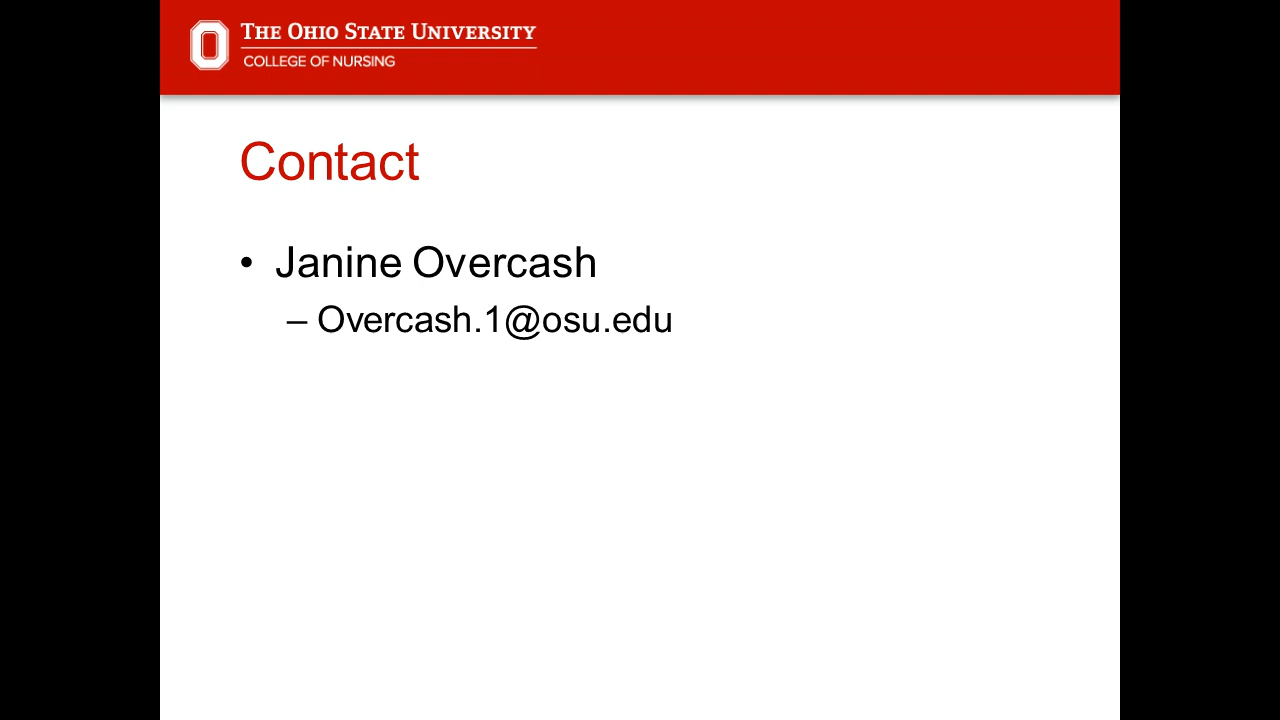 THE OHIO STATE UNIVERSITY
COLLEGE OF NURSING
Contact
• Janine Overcash
– Overcash.1@osu.edu